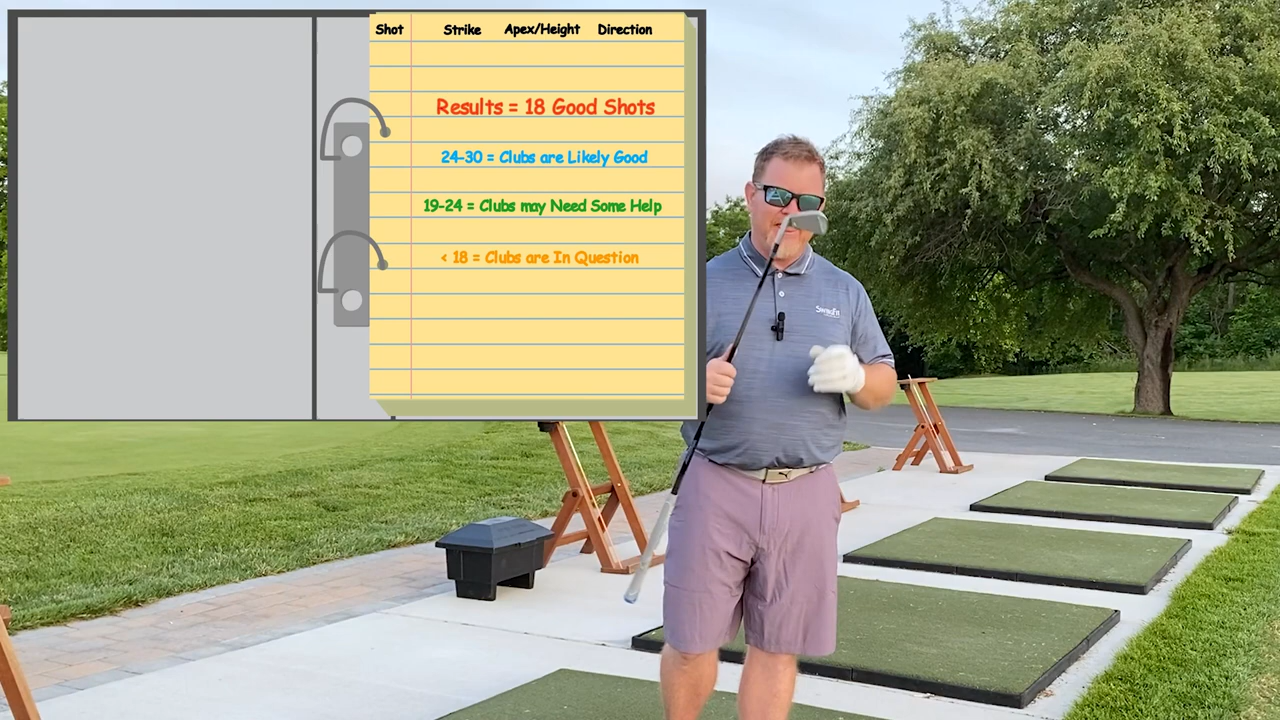 Shot Strike Apex/Height Direction
Results = 18 Good Shots
24-30 = Clubs are Likely Good
19-24 = Clubs may Need Some Help
< 18 = Clubs are In Question
SwingFit